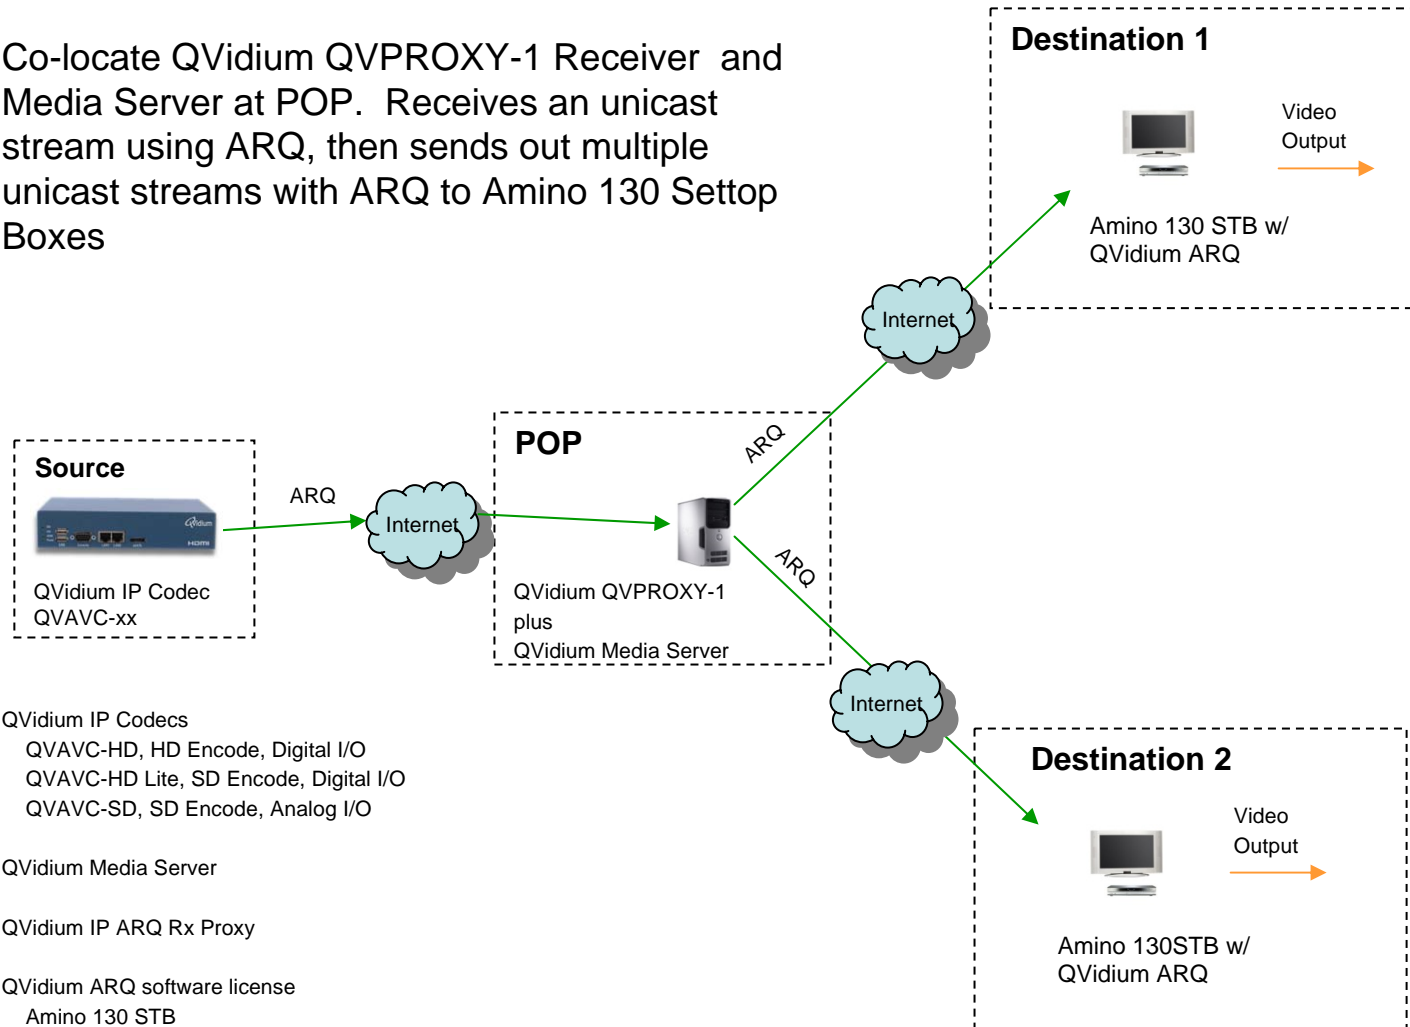 Co-locate QVidium QVPROXY-1 Receiver and
Media Server at POP. Receives an unicast
stream using ARQ, then sends out multiple
unicast streams with ARQ to Amino 130 Settop
Boxes
Destination 1
Video
Output
Amino 130 STB w/
QVidium ARQ
Internet
Source
QVidium
HDMI
QVidium IP Codec
QVAVC-xx
ARQ
Internet
POP
QVidium QVPROXY-1
plus
QVidium Media Server
ARQ
ARQ
Internet
Destination 2
Video
Output
Amino 130STB w/
QVidium ARQ
QVidium IP Codecs
QVAVC-HD, HD Encode, Digital I/O
QVAVC-HD Lite, SD Encode, Digital I/O
QVAVC-SD, SD Encode, Analog I/O
QVidium Media Server
QVidium IP ARQ Rx Proxy
QVidium ARQ software license
Amino 130 STB